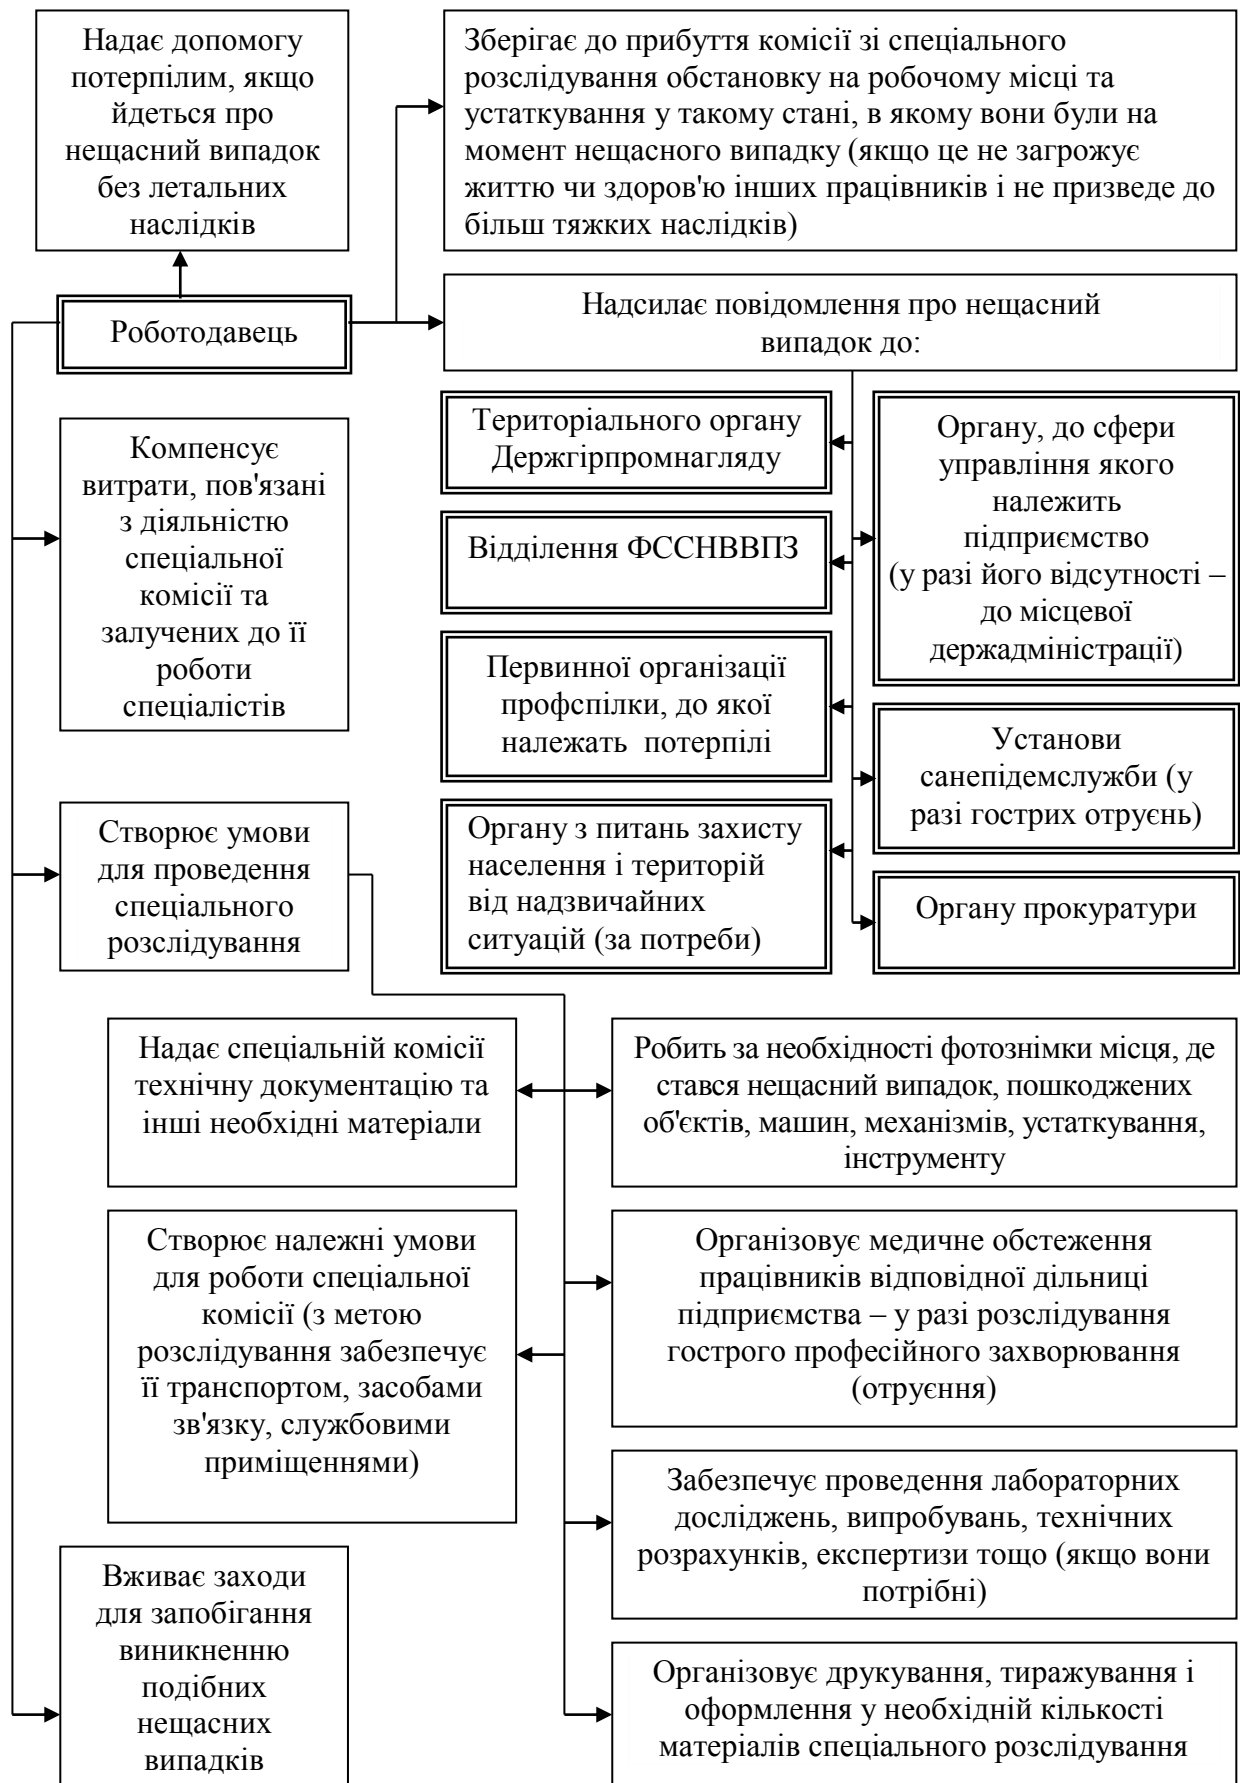 Надає допомогу
потерпілим, якщо
йдеться про
нещасний випадок
без летальних
наслідків
Зберігає до прибуття комісії зі спеціального
розслідування обстановку на робочому місці та
устаткування у такому стані, в якому вони були на
момент нещасного випадку (якщо це не загрожує
життю чи здоров'ю інших працівників і не призведе до
більш тяжких наслідків)
Роботодавець
Надсилає повідомлення про нещасний
випадок до:
Територіального органу
Держгірпромнагляду
Органу, до сфери
управління якого
належить
підприємство
(у разі його відсутності –
до місцевої
держадміністрації)
Відділення ФССНВВПЗ
Компенсує
витрати, пов'язані
з діяльністю
спеціальної
комісії та
залучених до її
роботи
спеціалістів
Первинної організації
профспілки, до якої
належать потерпілі
Установи
санепідемслужби (у
разі гострих отруєнь)
Створює умови
для проведення
спеціального
розслідування
Органу з питань захисту
населення і територій
від надзвичайних
ситуацій (за потреби)
Органу прокуратури
Надає спеціальній комісії
технічну документацію та
інші необхідні матеріали
Робить за необхідності фотознімки місця, де
стався нещасний випадок, пошкоджених
об'єктів, машин, механізмів, устаткування,
інструменту
Створює належні умови
для роботи спеціальної
комісії (з метою
розслідування забезпечує
її транспортом, засобами
зв'язку, службовими
приміщеннями)
Організовує медичне обстеження
працівників відповідної дільниці
підприємства – у разі розслідування
гострого професійного захворювання
(отруєння)
Забезпечує проведення лабораторних
досліджень, випробувань, технічних
розрахунків, експертизи тощо (якщо вони
потрібні)
Вживає заходи
для запобігання
виникненню
подібних
нещасних
випадків
Організовує друкування, тиражування і
оформлення у необхідній кількості
матеріалів спеціального розслідування